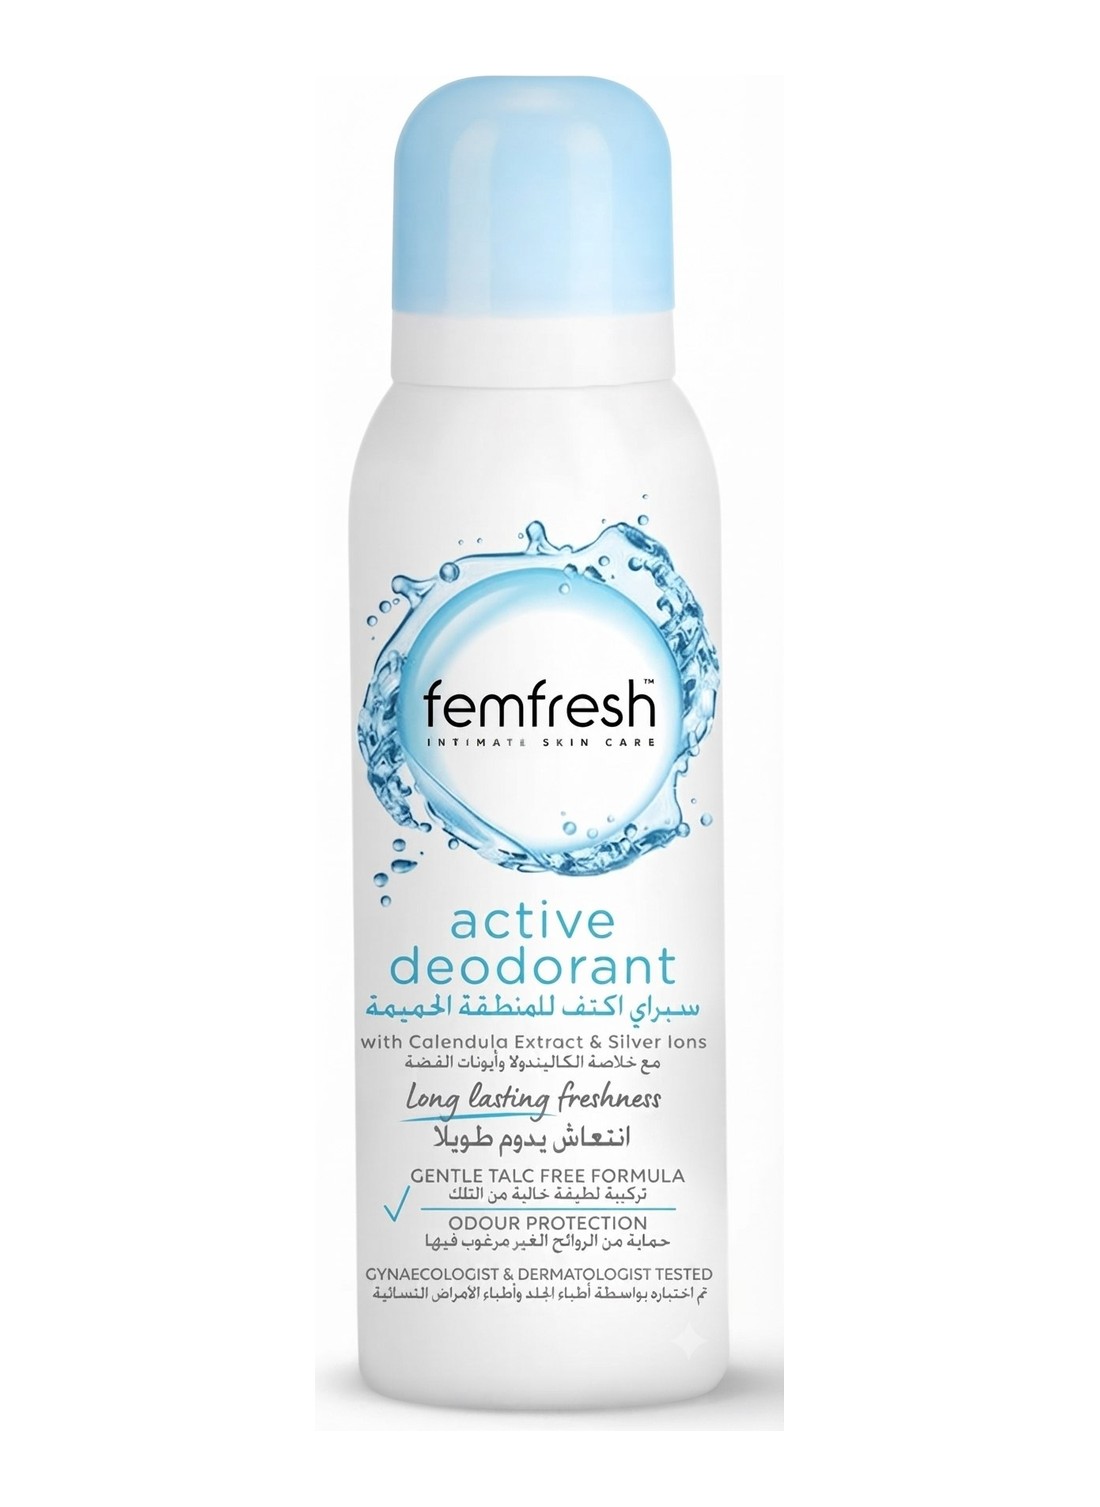 femfresh™
INTIMATE SKIN CARE
active
deodorant
سبراي اكتف للمنطقة الحميمة
with Calendula Extract & Silver Ions
مع خلاصة الكاليندولا وأيونات الفضة
Long lasting freshness
انتعاش يدوم طويلا
GENTLE TALC FREE FORMULA
تركيبة لطيفة خالية من التلك
ODOUR PROTECTION
حماية من الروائح الغير مرغوب فيها
GYNAECOLOGIST & DERMATOLOGIST TESTED
تم اختباره بواسطة أطباء الجلد وأطباء الأمراض النسائية